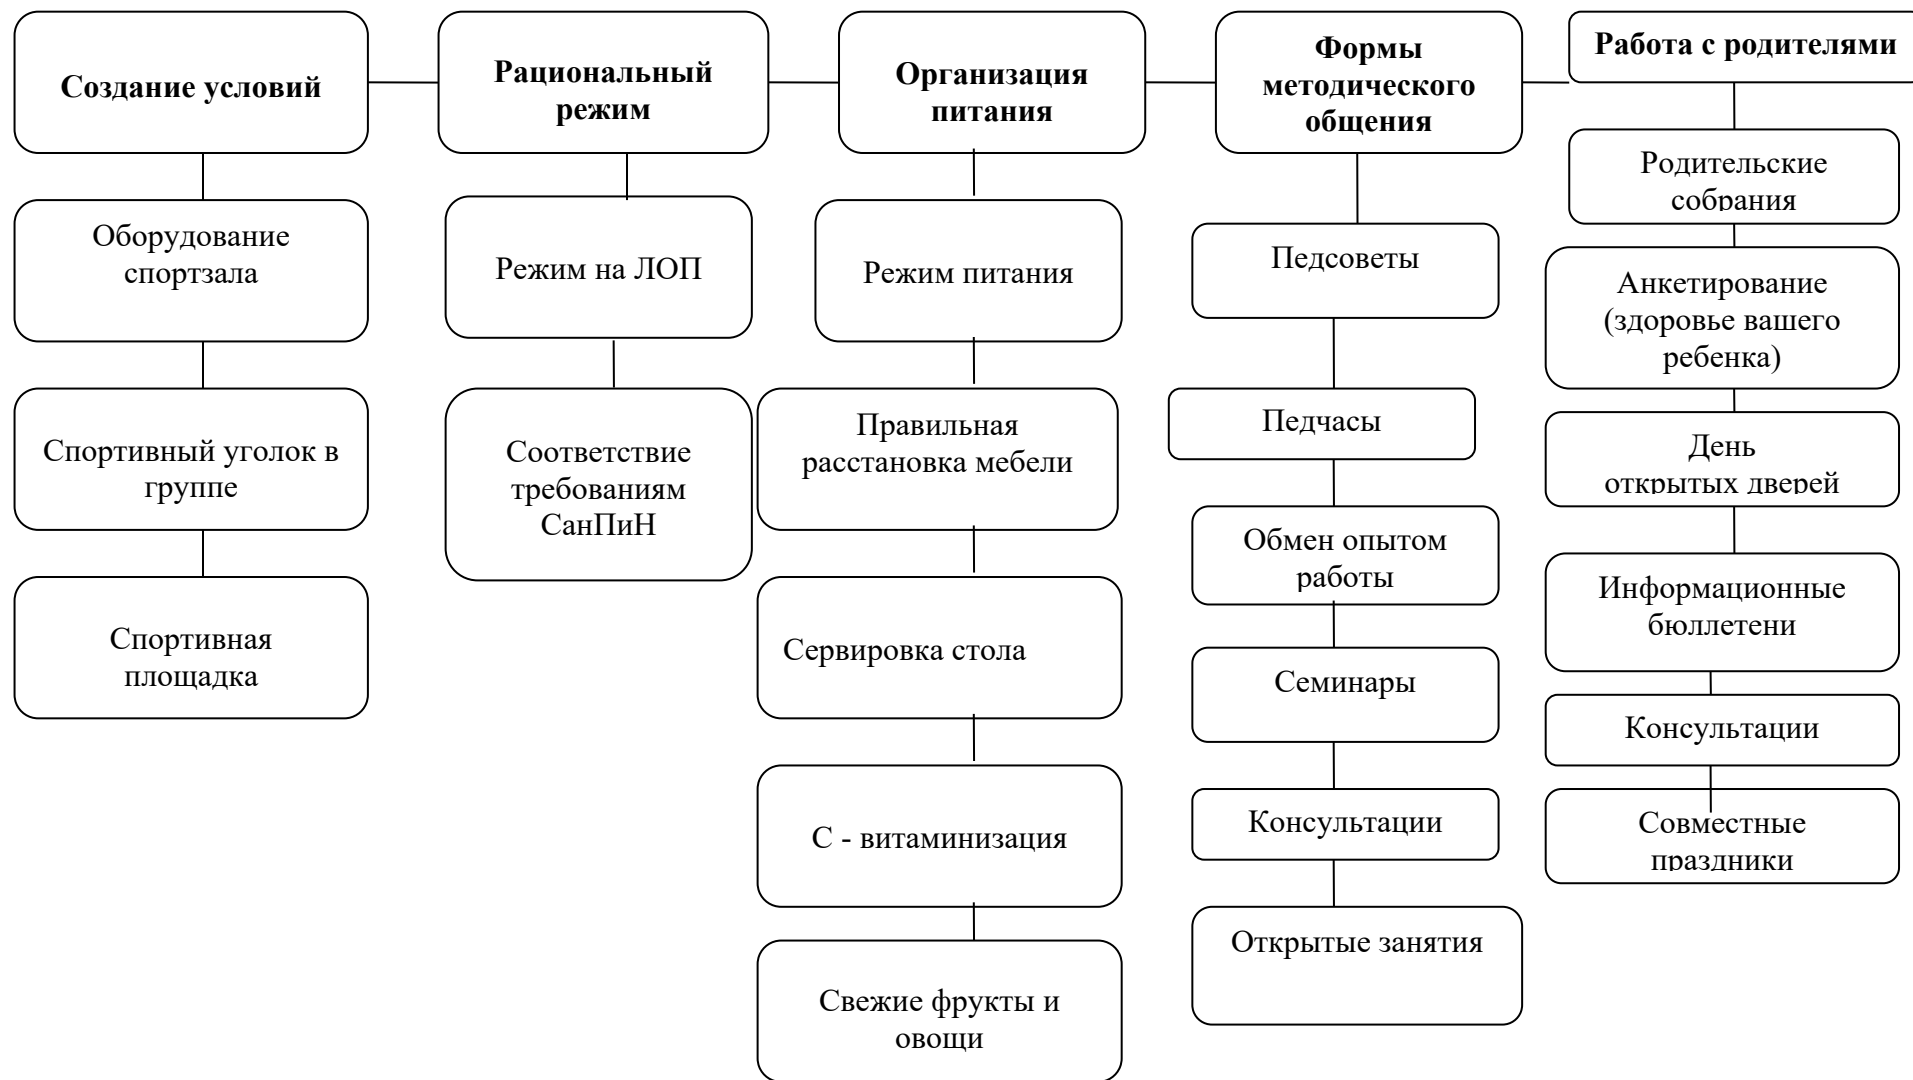 Создание условий
Оборудование
спортзала
Спортивный уголок в
группе
Спортивная
площадка
Рациональный
режим
Режим на ЛОП
Соответствие
требованиям
СанПиН
Организация
питания
Режим питания
Правильная
расстановка мебели
Сервировка стола
С - витаминизация
Свежие фрукты и
овощи
Формы
методического
общения
Педсоветы
Педчасы
Обмен опытом
работы
Семинары
Консультации
Открытые занятия
Работа с родителями
Родительские
собрания
Анкетирование
(здоровье вашего
ребенка)
День
открытых дверей
Информационные
бюллетени
Консультации
Совместные
праздники